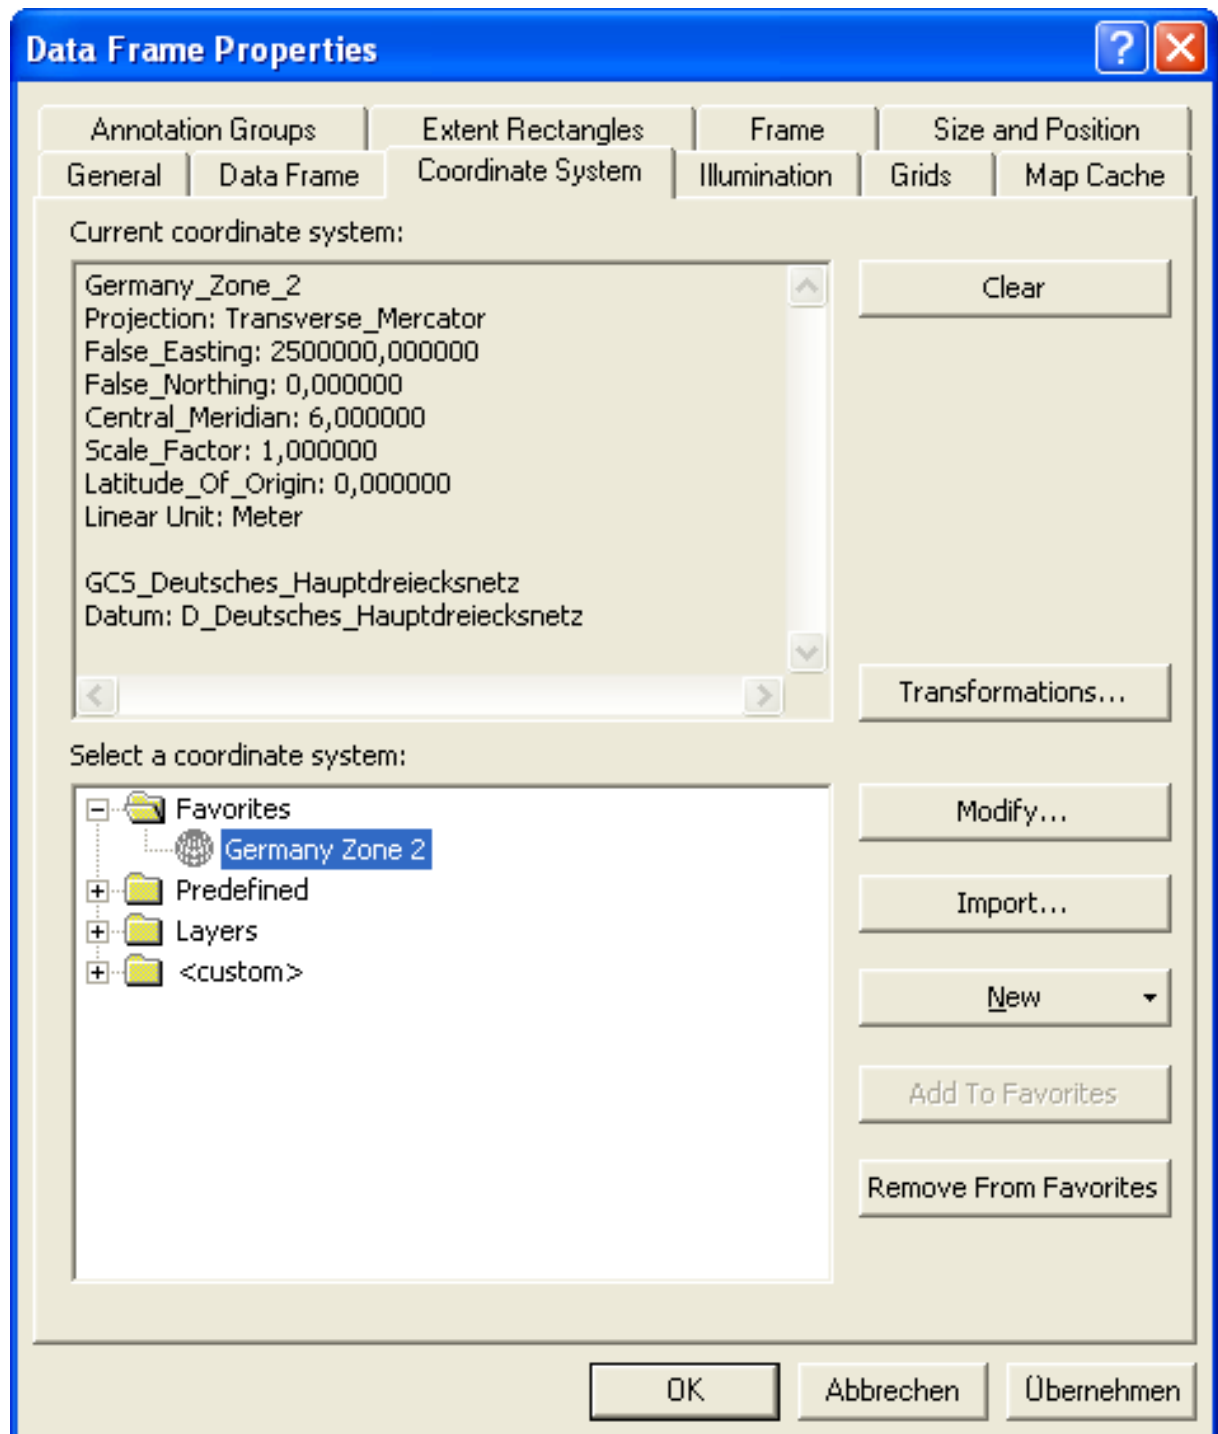 Data Frame Properties
Annotation Groups Extent Rectangles Frame Size and Position
General Data Frame Coordinate System Illumination Grids Map Cache
Current coordinate system:
Germany_Zone_2
Projection: Transverse_Mercator
False_Easting: 2500000,000000
False_Northing: 0,000000
Central_Meridian: 6,000000
Scale_Factor: 1,000000
Latitude_Of_Origin: 0,000000
Linear Unit: Meter
GCS_Deutsches_Hauptdreiecksnetz
Datum: D_Deutsches_Hauptdreiecksnetz
Clear
Transformations...
Select a coordinate system:
Favorites
Germany Zone 2
Predefined
Layers
<custom>
Modify...
Import...
New
Add To Favorites
Remove From Favorites
OK Abbrechen Übernehmen